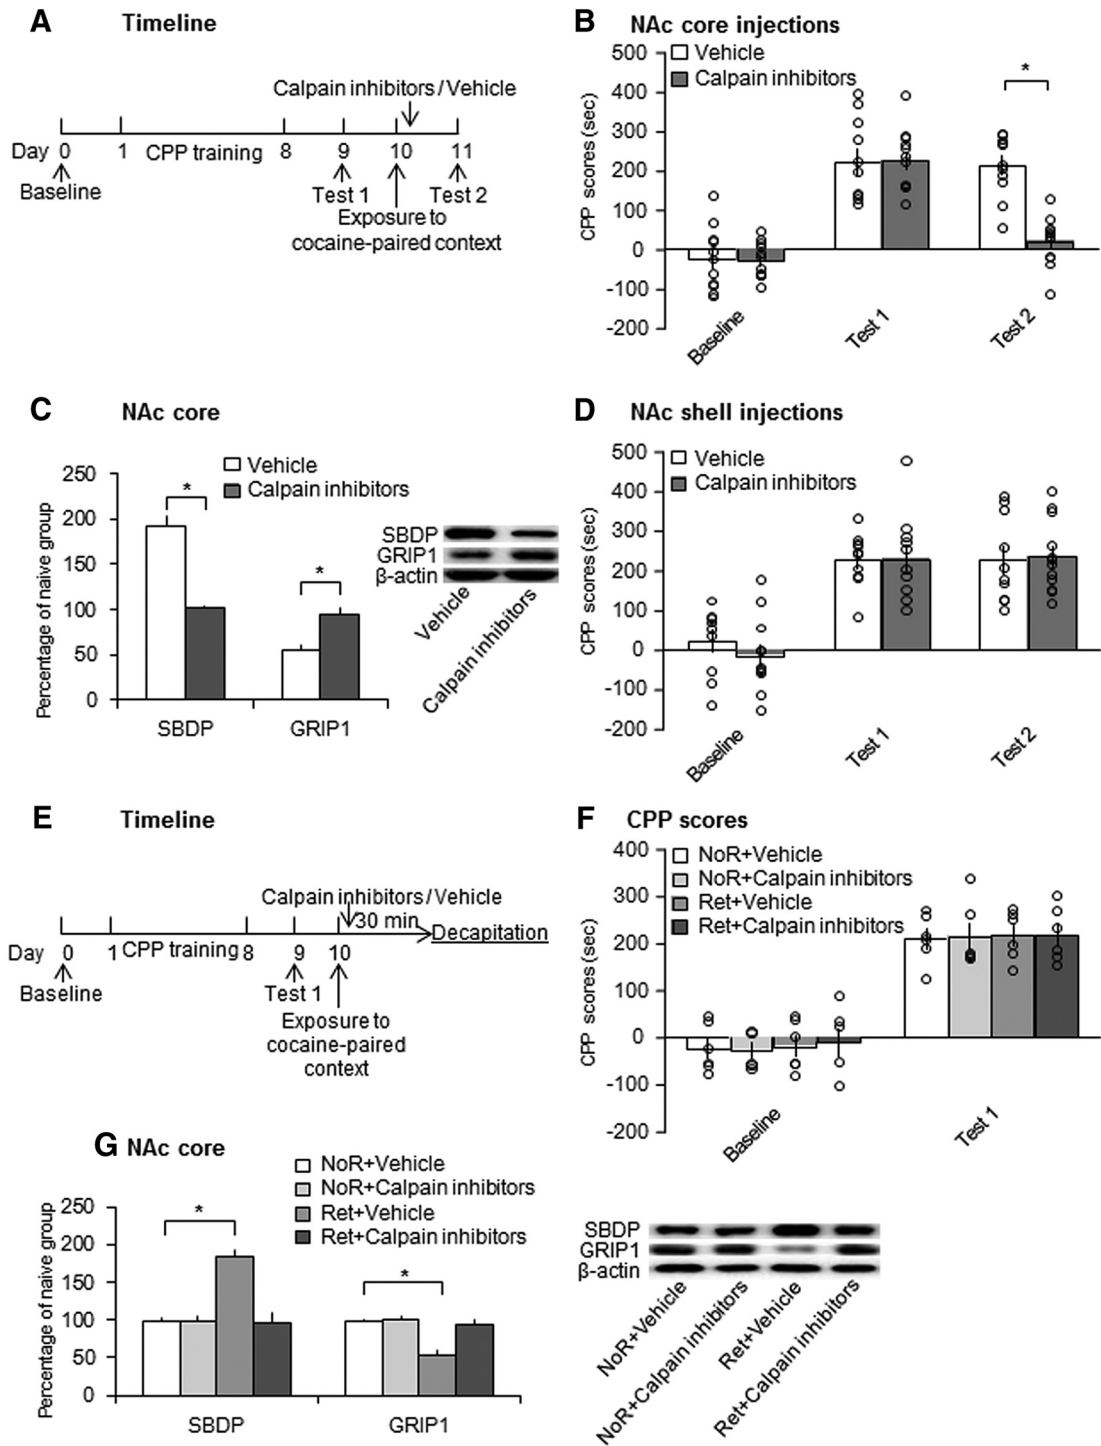 A Timeline
Calpain inhibitors / Vehicle
Day 0 1 CPP training 8 9 10 11
Baseline Test 1 Test 2
Exposure to
cocaine-paired context
B NAc core injections
Vehicle
Calpain inhibitors
*
CPP scores (sec)
500
400
300
200
100
0
-100
-200
Baseline Test 1 Test 2
C NAc core
Vehicle
Calpain inhibitors
* *
Percentage of naive group
250
200
150
100
50
0
SBDP GRIP1
SBDP
GRIP1
β-actin
Vehicle
Calpain inhibitors
D NAc shell injections
Vehicle
Calpain inhibitors
CPP scores (sec)
500
400
300
200
100
0
-100
-200
Baseline Test 1 Test 2
E Timeline
Calpain inhibitors / Vehicle
30 min
Decapitation
Day 0 1 CPP training 8 9 10
Baseline Test 1
Exposure to
cocaine-paired
context
F CPP scores
NoR+Vehicle
NoR+Calpain inhibitors
Ret+Vehicle
Ret+Calpain inhibitors
CPP scores (sec)
400
300
200
100
0
-100
-200
Baseline Test 1
G NAc core
NoR+Vehicle
NoR+Calpain inhibitors
Ret+Vehicle
Ret+Calpain inhibitors
* *
Percentage of naive group
250
200
150
100
50
0
SBDP GRIP1
SBDP
GRIP1
β-actin
NoR+Vehicle
NoR+Calpain inhibitors
Ret+Vehicle
Ret+Calpain inhibitors